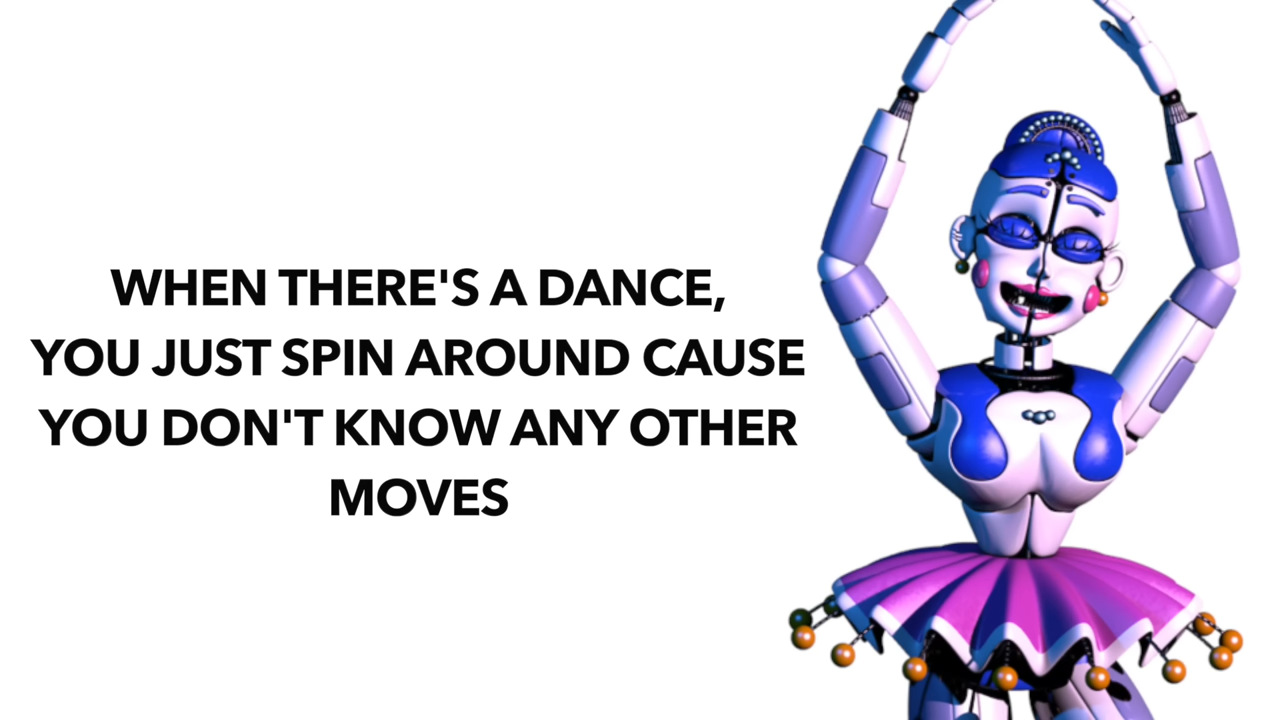 WHEN THERE'S A DANCE,
YOU JUST SPIN AROUND CAUSE
YOU DON'T KNOW ANY OTHER
MOVES